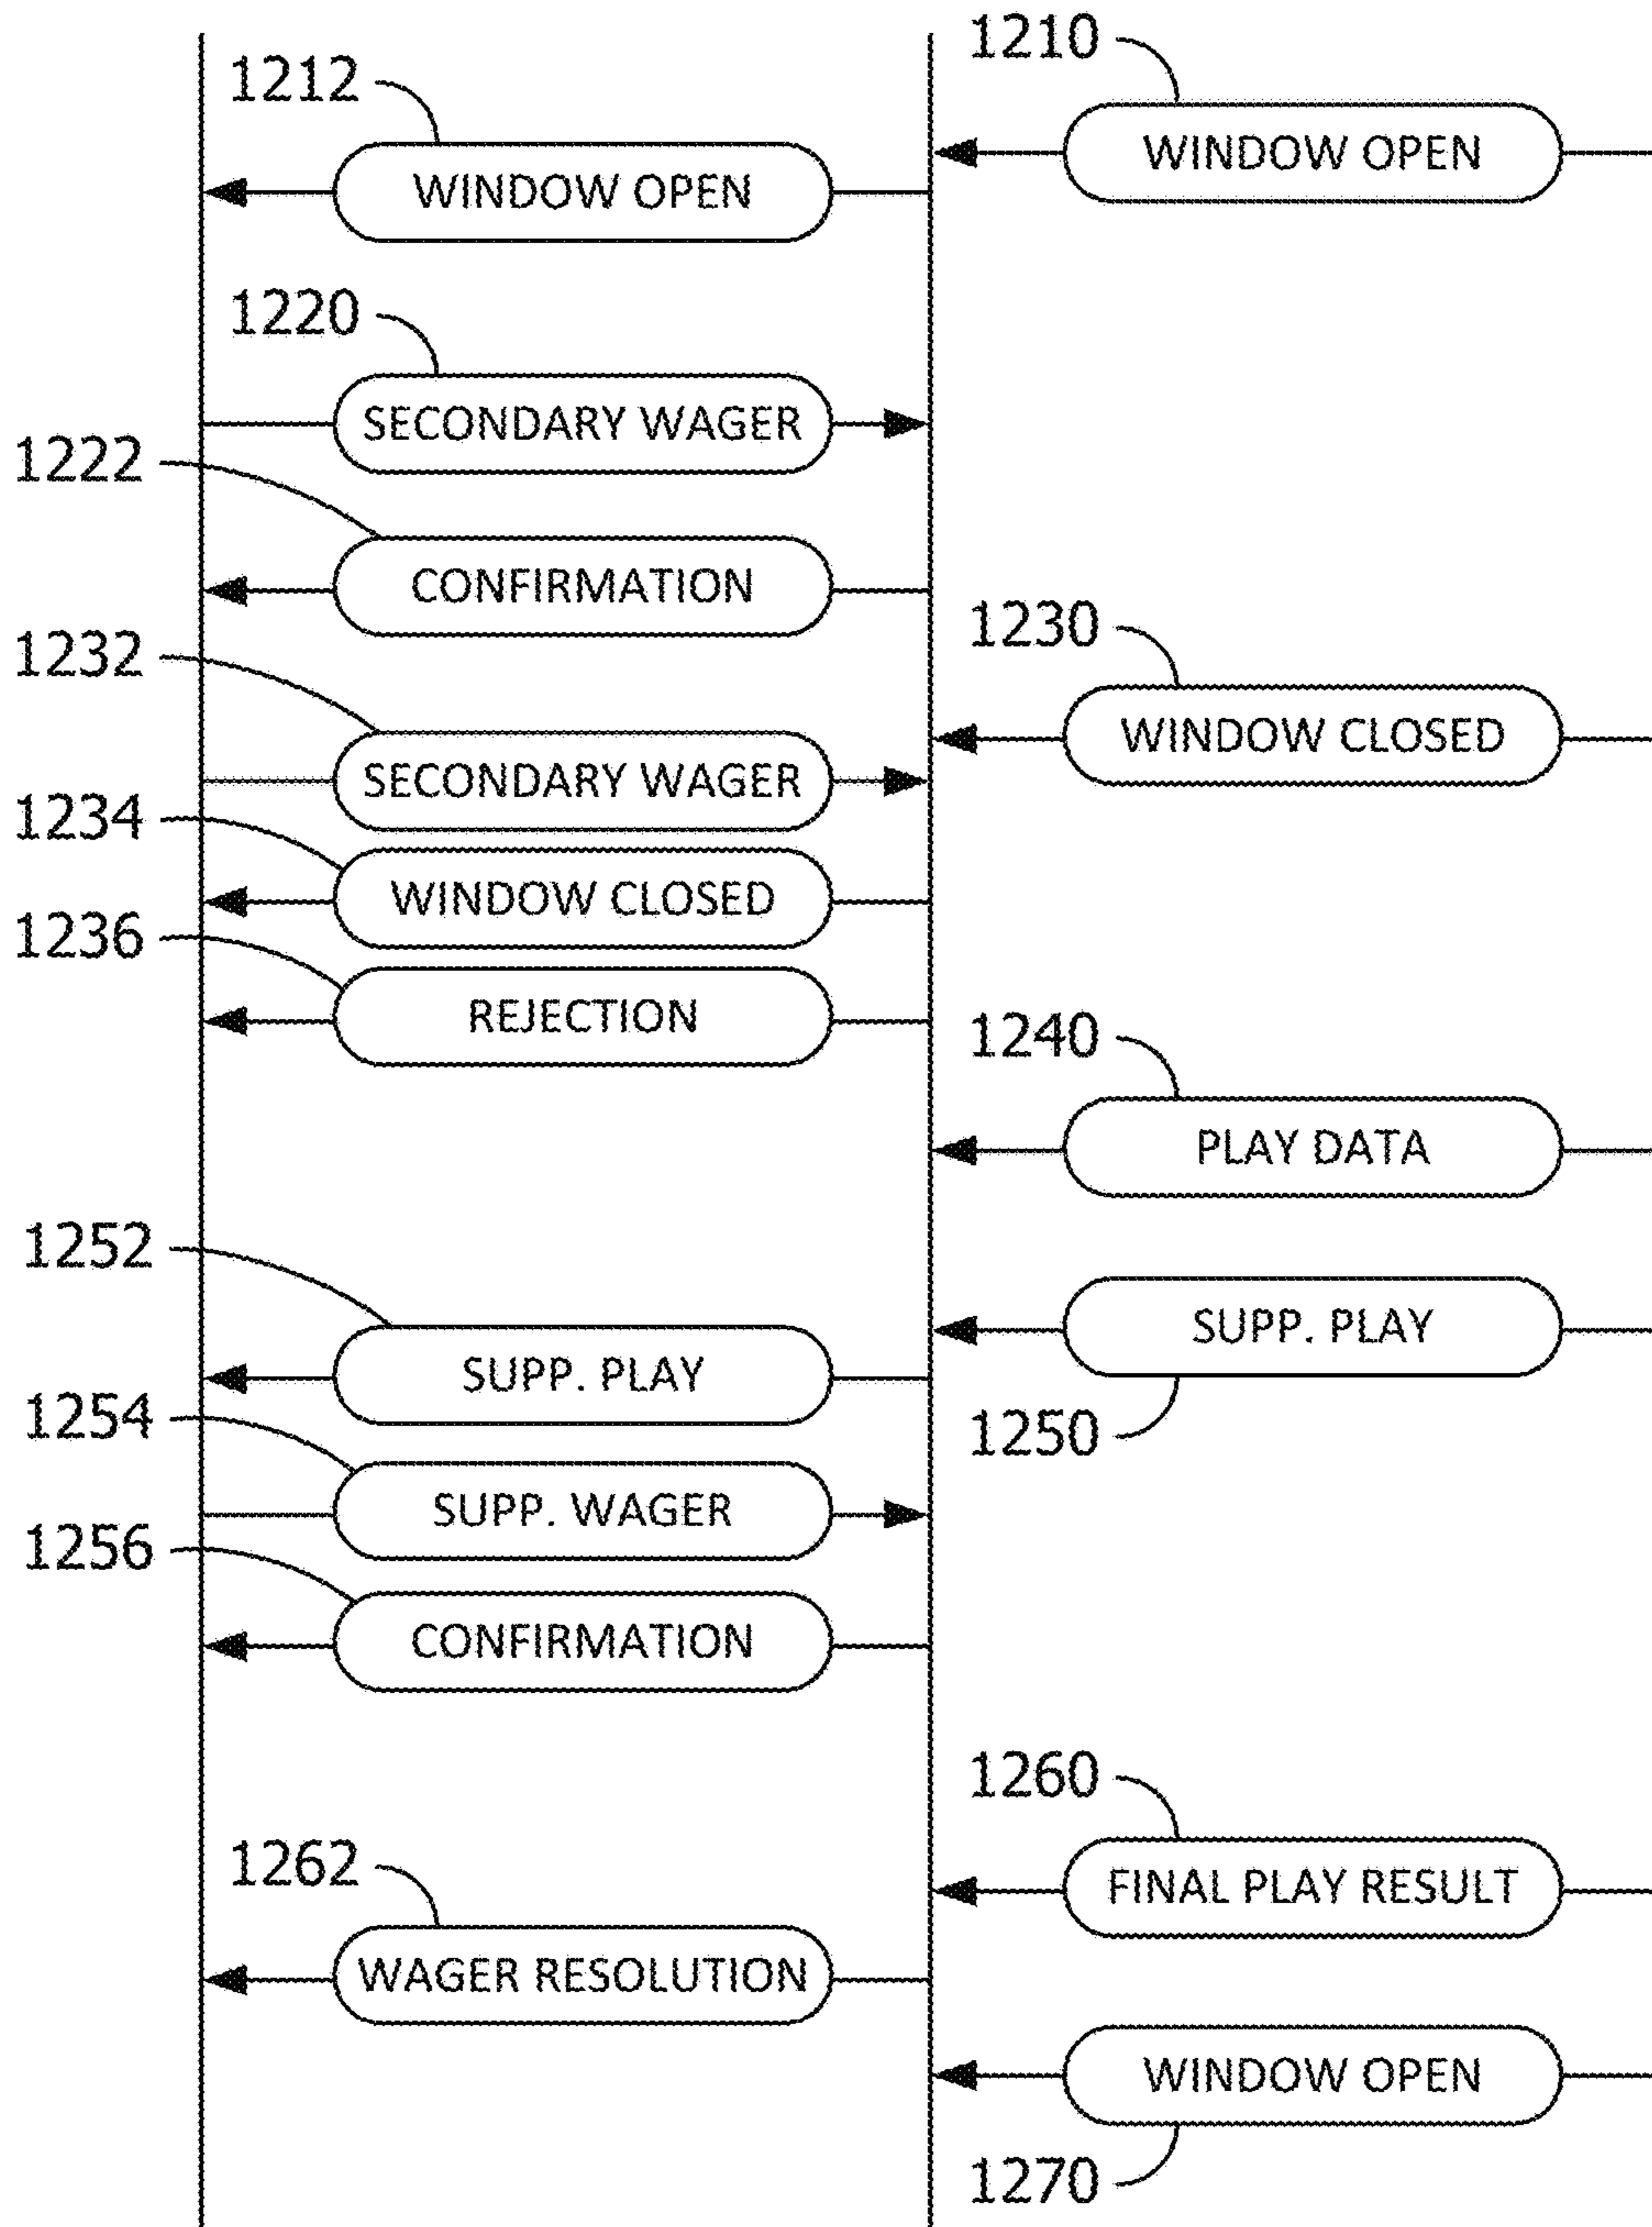 1210
WINDOW OPEN
1212
WINDOW OPEN
1220
SECONDARY WAGER
1222
CONFIRMATION
1230
WINDOW CLOSED
1232
SECONDARY WAGER
1234
WINDOW CLOSED
1236
REJECTION
1240
PLAY DATA
1250
SUPP. PLAY
1252
SUPP. PLAY
1254
SUPP. WAGER
1256
CONFIRMATION
1260
FINAL PLAY RESULT
1262
WAGER RESOLUTION
WINDOW OPEN
1270